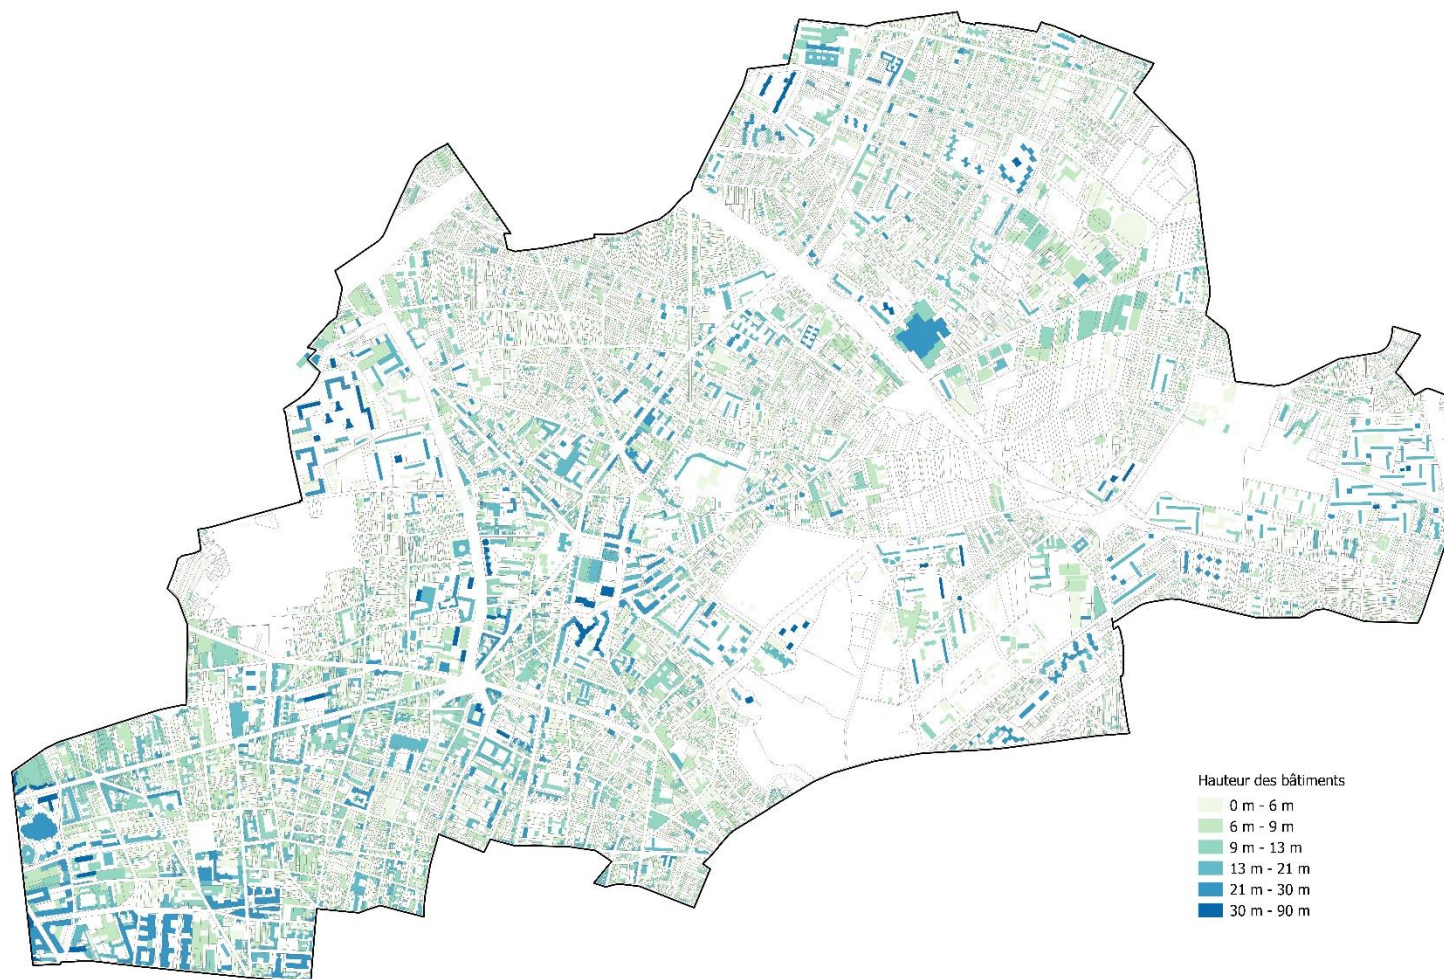 Hauteur des bâtiments
0 m - 6 m
6 m - 9 m
9 m - 13 m
13 m - 21 m
21 m - 30 m
30 m - 90 m